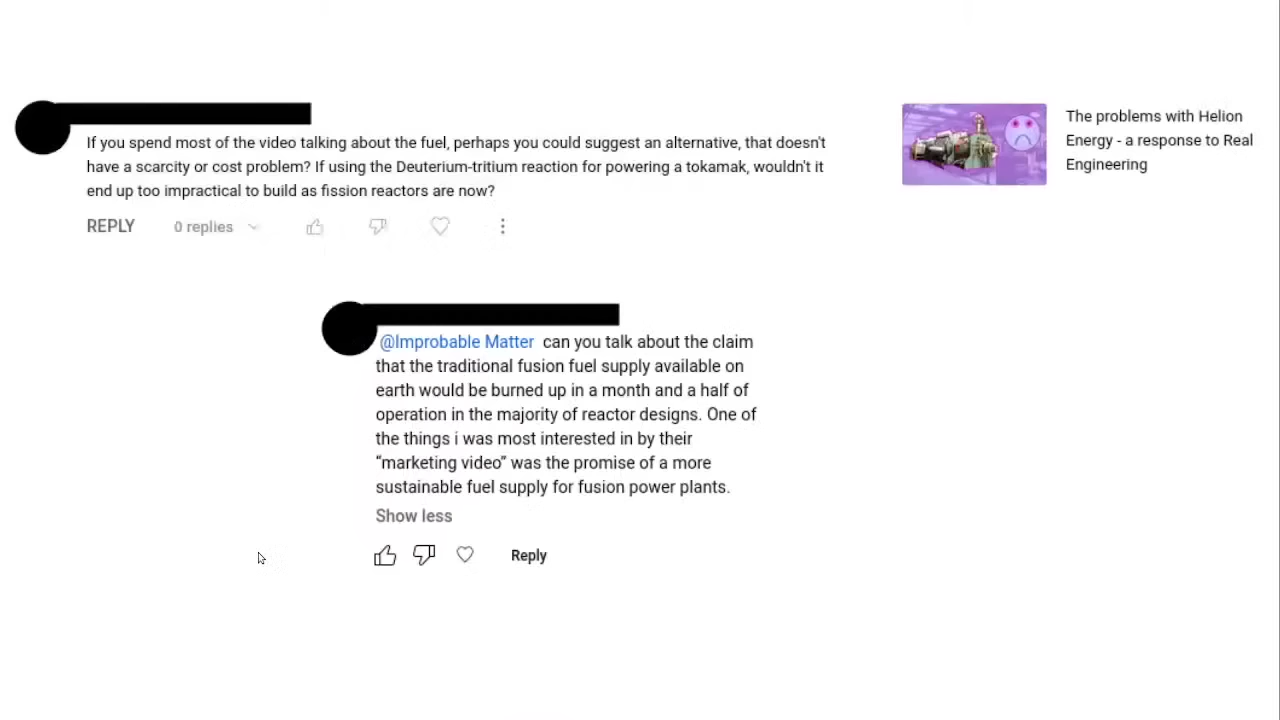 If you spend most of the video talking about the fuel, perhaps you could suggest an alternative, that doesn't
have a scarcity or cost problem? If using the Deuterium-tritium reaction for powering a tokamak, wouldn't it
end up too impractical to build as fission reactors are now?
REPLY 0 replies
The problems with Helion
Energy - a response to Real
Engineering
@Improbable Matter can you talk about the claim
that the traditional fusion fuel supply available on
earth would be burned up in a month and a half of
operation in the majority of reactor designs. One of
the things i was most interested in by their
“marketing video” was the promise of a more
sustainable fuel supply for fusion power plants.
Show less
Reply